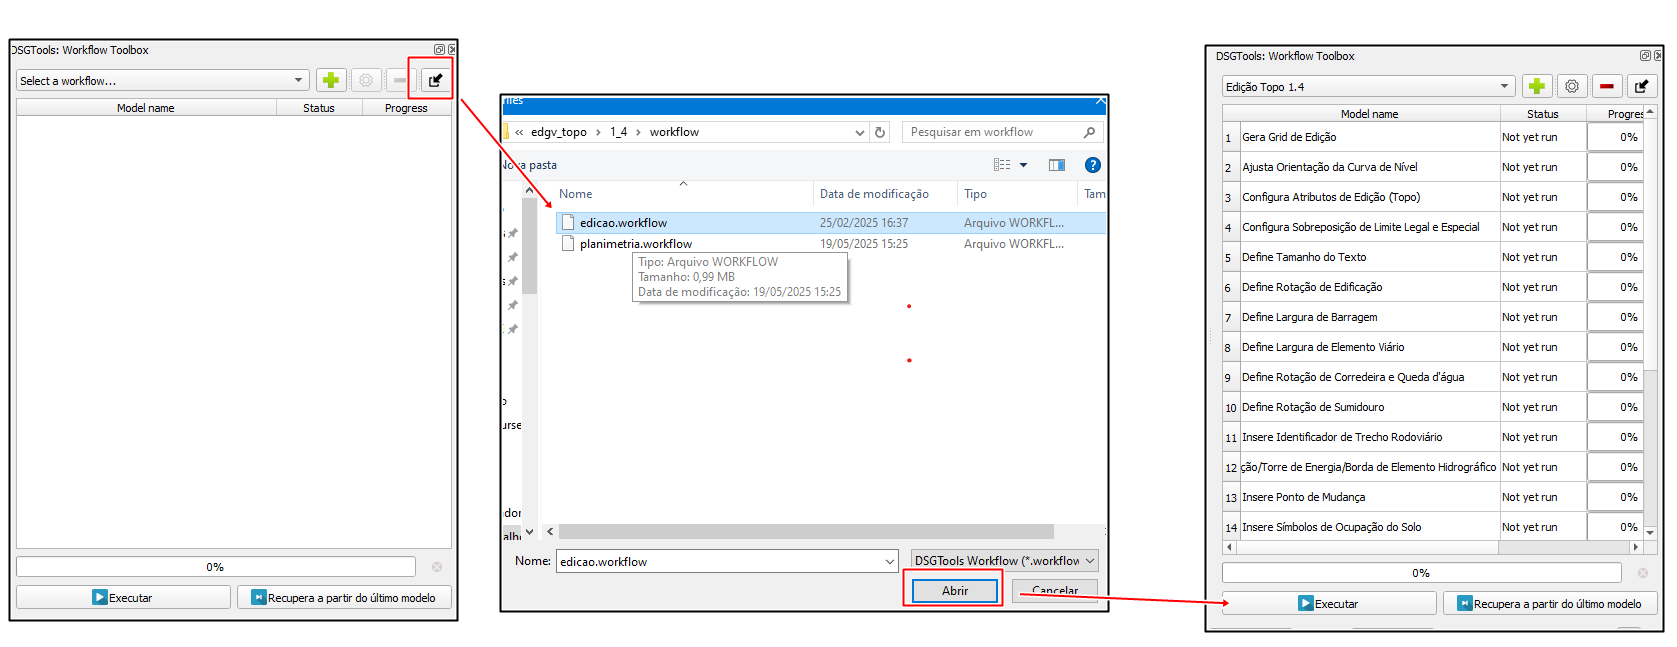 DSGTools: Workflow Toolbox
Select a workflow...
Model name Status Progress
0%
Executar Recupera a partir do último modelo
edgv_topo > 1_4 > workflow
Pesquisar em workflow
pasta
Nome Data de modificação Tipo Tam
edicao.workflow 25/02/2025 16:37 Arquivo WORKFL...
planimetria.workflow 19/05/2025 15:25 Arquivo WORKFL...
Tipo: Arquivo WORKFLOW
Tamanho: 0,99 MB
Data de modificação: 19/05/2025 15:25
Nome: edicao.workflow DSGTools Workflow (*.workflow
Abrir Cancelar
DSGTools: Workflow Toolbox
Edição Topo 1.4
Model name Status Progres
1 Gera Grid de Edição Not yet run 0%
2 Ajusta Orientação da Curva de Nível Not yet run 0%
3 Configura Atributos de Edição (Topo) Not yet run 0%
4 Configura Sobreposição de Limite Legal e Especial Not yet run 0%
5 Define Tamanho do Texto Not yet run 0%
6 Define Rotação de Edificação Not yet run 0%
7 Define Largura de Barragem Not yet run 0%
8 Define Largura de Elemento Viário Not yet run 0%
9 Define Rotação de Corredeira e Queda d'água Not yet run 0%
10 Define Rotação de Sumidouro Not yet run 0%
11 Insere Identificador de Trecho Rodoviário Not yet run 0%
12 ção/Torre de Energia/Borda de Elemento Hidrográfico Not yet run 0%
13 Insere Ponto de Mudança Not yet run 0%
14 Insere Símbolos de Ocupação do Solo Not yet run 0%
0%
Executar Recupera a partir do último modelo